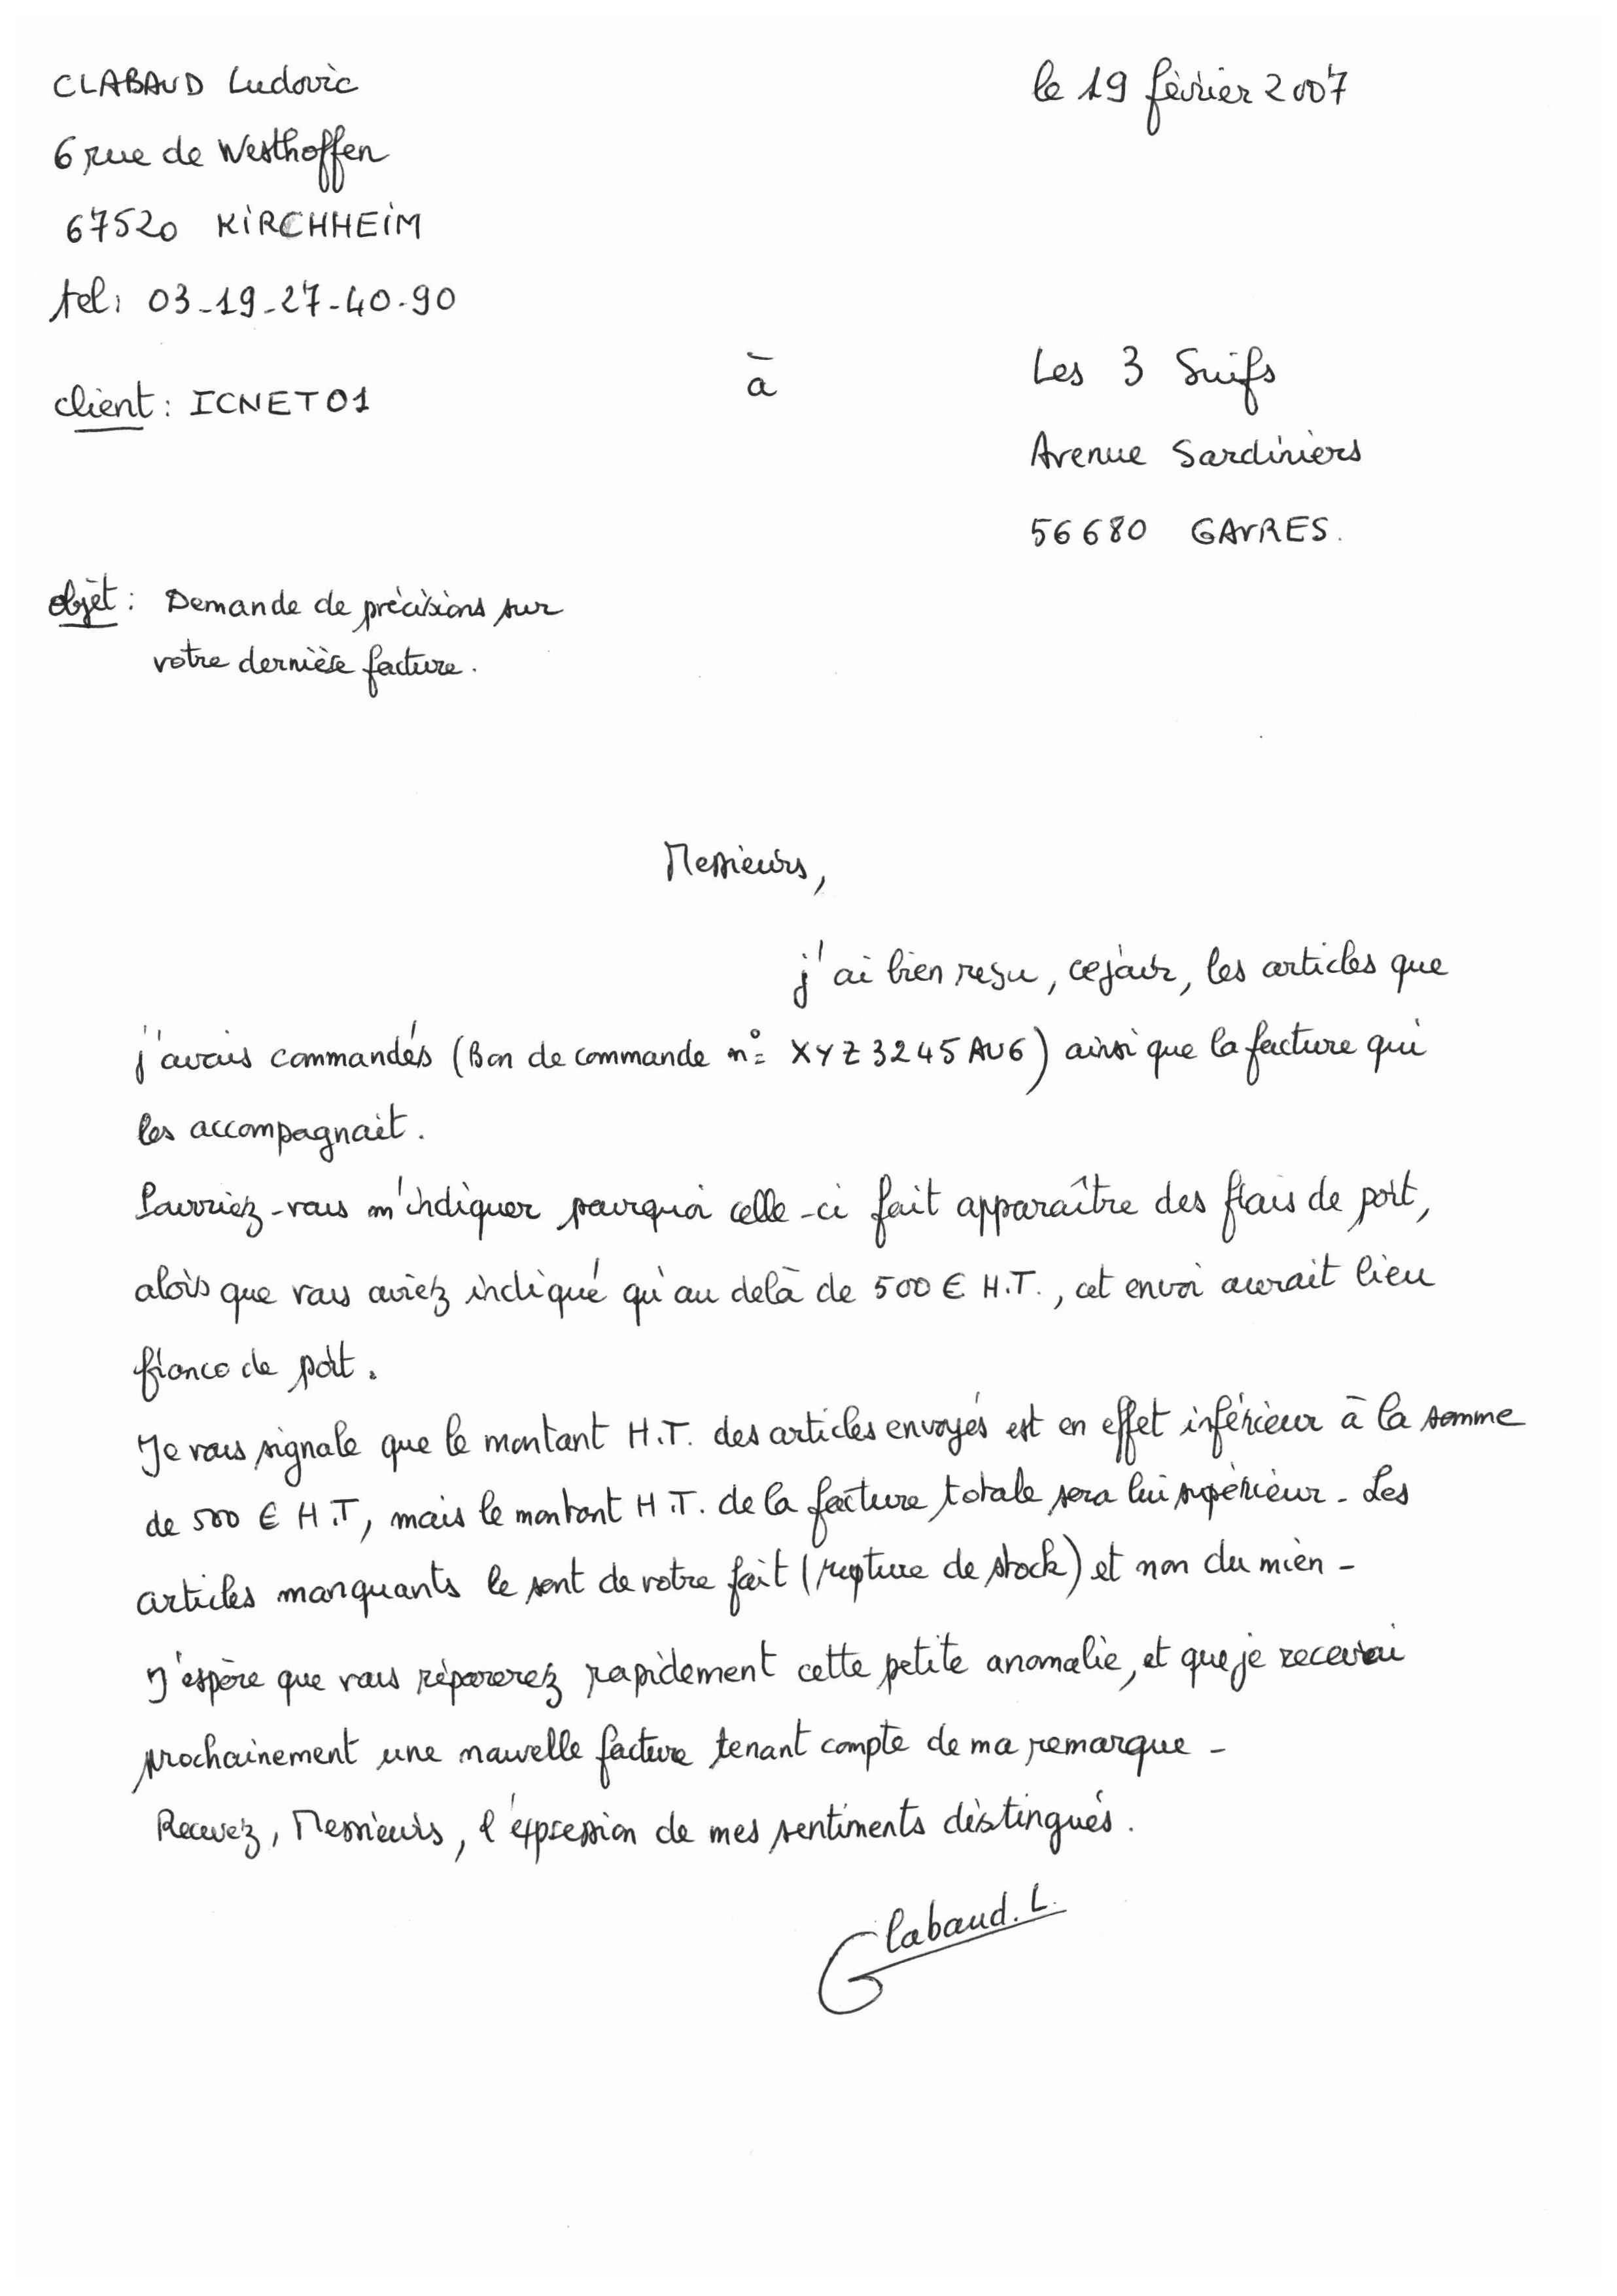 CLABAUD Ludovic
le 19 février 2007
6 rue de Westhoffen
67520 KIRCHHEIM
tel: 03-19-27-40-90
client: ICNET01
à
Les 3 Suifs
Avenue Sardiniers
56680 GAVRES.
objet: Demande de précisions sur
votre dernière facture.
Messieurs,
j'ai bien reçu, ce jour, les articles que
j'avais commandés (Bon de commande n° XYZ3245AUG) ainsi que la facture qui
les accompagnait.
Pourriez-vous m'indiquer pourquoi celle-ci fait apparaître des frais de port,
alors que vous aviez indiqué qu'au delà de 500 € H.T., cet envoi aurait lieu
franco de port.
Je vous signale que le montant H.T. des articles envoyés est en effet inférieur à la somme
de 500 € H.T, mais le montant H.T. de la facture totale sera lui supérieur - Les
articles manquants le sont de votre fait (rupture de stock) et non du mien -
J'espère que vous réparerez rapidement cette petite anomalie, et que je recevrai
prochainement une nouvelle facture tenant compte de ma remarque -
Recevez, Messieurs, l'expression de mes sentiments distingués.
Clabaud. L.